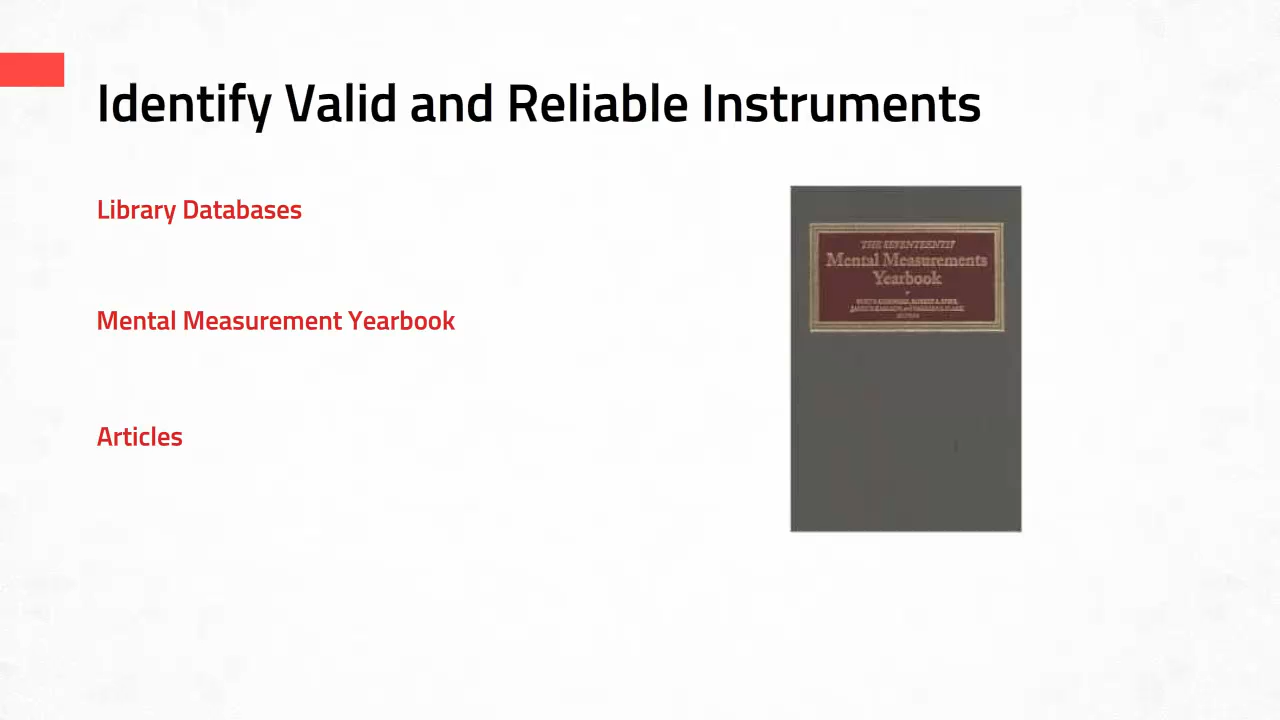 Identify Valid and Reliable Instruments
Library Databases
Mental Measurement Yearbook
Articles
THE SEVENTEENTH
Mental Measurements
Yearbook